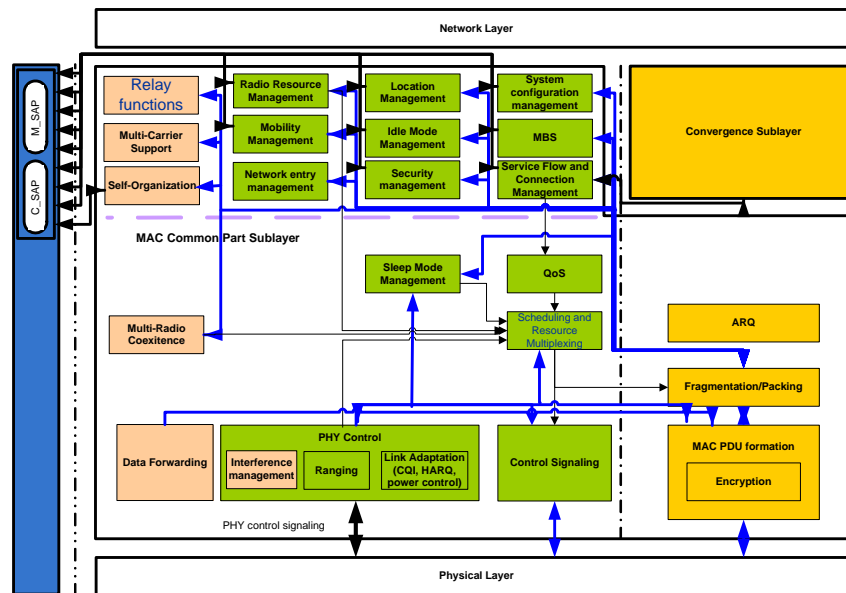 Network Layer
M_SAP
C_SAP
Relay
functions
Radio Resource
Management
Location
Management
System
configuration
management
Multi-Carrier
Support
Mobility
Management
Idle Mode
Management
MBS
Convergence Sublayer
Self-Organization
Network entry
management
Security
management
Service Flow and
Connection
Management
MAC Common Part Sublayer
Sleep Mode
Management
QoS
Multi-Radio
Coexitence
Scheduling and
Resource
Multiplexing
ARQ
Fragmentation/Packing
Data Forwarding
PHY Control
Interference
management
Ranging
Link Adaptation
(CQI, HARQ,
power control)
Control Signaling
MAC PDU formation
Encryption
PHY control signaling
Physical Layer